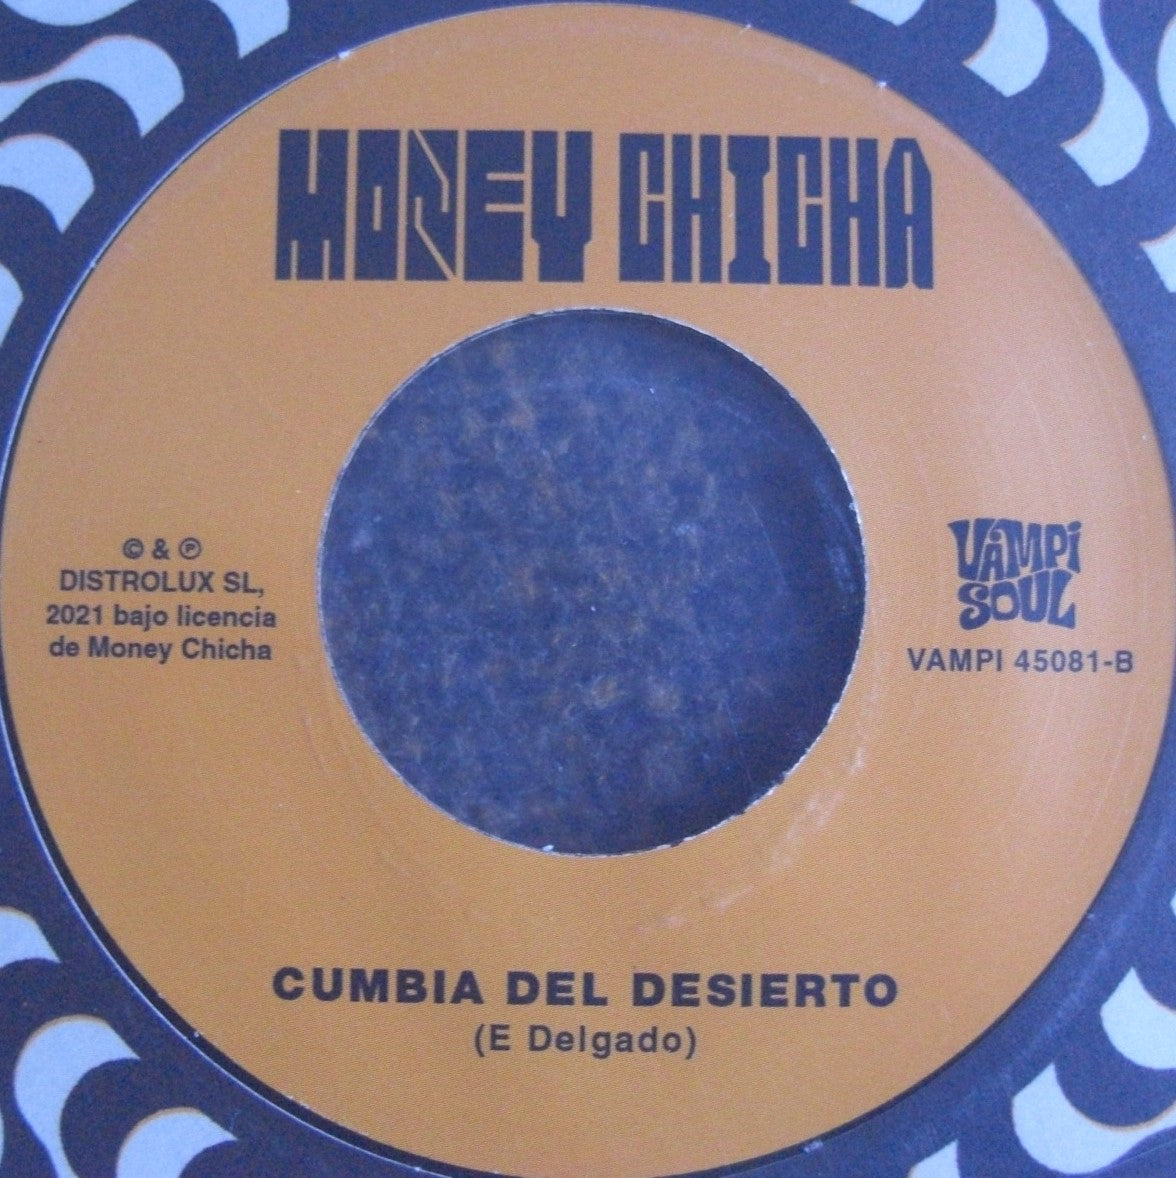 MONEY CHICHA
© & ℗
DISTROLUX SL,
2021 bajo licencia
de Money Chicha
VAMPI
SOUL
VAMPI 45081-B
CUMBIA DEL DESIERTO
(E Delgado)